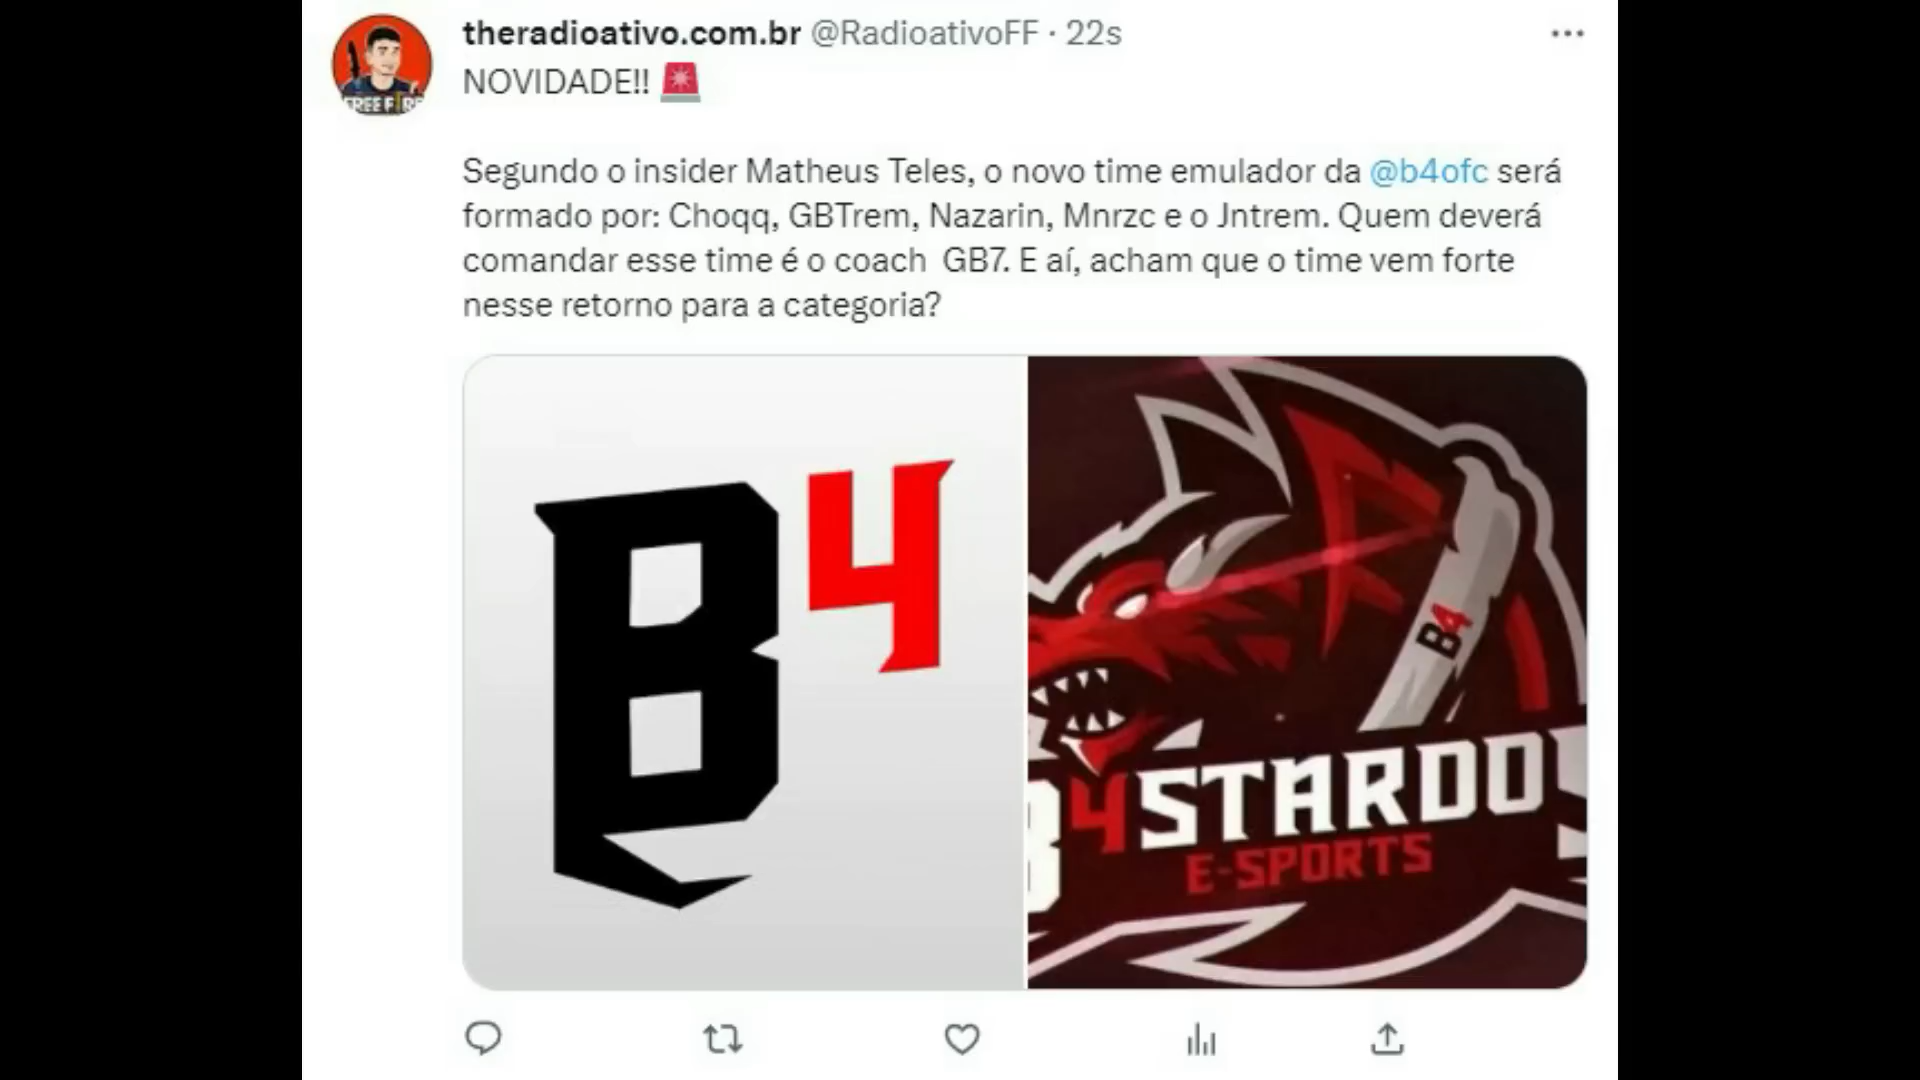 theradioativo.com.br @RadioativoFF · 22s
NOVIDADE!! 🚨
FREE FIRE
Segundo o insider Matheus Teles, o novo time emulador da @b4ofc será
formado por: Choqq, GBTrem, Nazarin, Mnrzc e o Jntrem. Quem deverá
comandar esse time é o coach  GB7. E aí, acham que o time vem forte
nesse retorno para a categoria?
B4
B4
B4STARDO
E-SPORTS